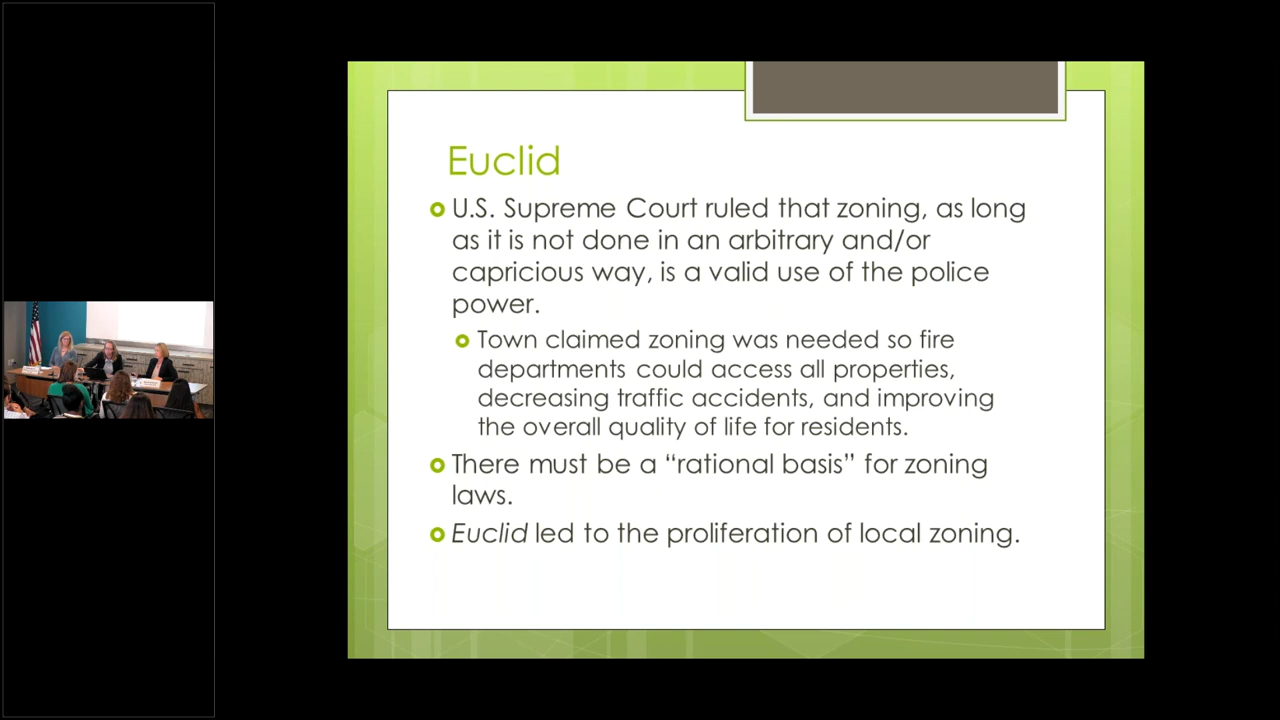 Euclid
U.S. Supreme Court ruled that zoning, as long
as it is not done in an arbitrary and/or
capricious way, is a valid use of the police
power.
Town claimed zoning was needed so fire
departments could access all properties,
decreasing traffic accidents, and improving
the overall quality of life for residents.
There must be a “rational basis” for zoning
laws.
Euclid led to the proliferation of local zoning.